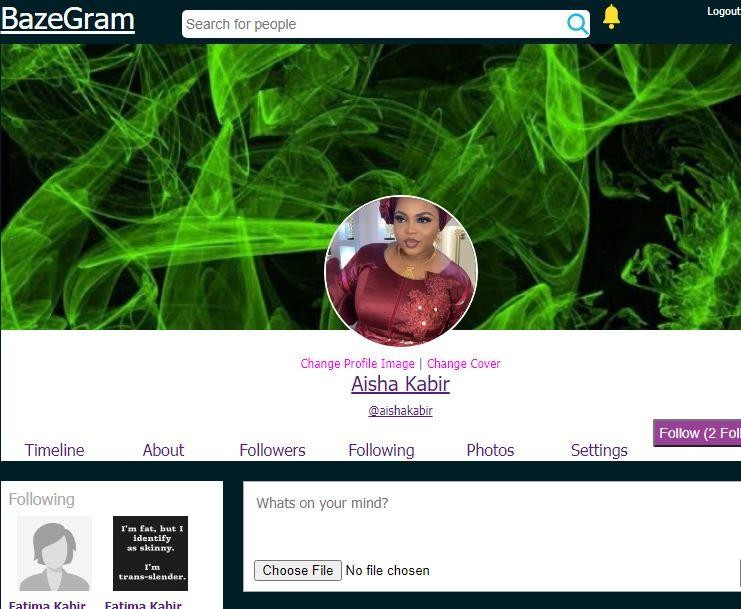 BazeGram
Search for people
Logout
Change Profile Image | Change Cover
Aisha Kabir
@aishakabir
Follow (2 Foll
Timeline About Followers Following Photos Settings
Following
I'm fat, but I
identify
as skinny.
I'm
trans-slender.
Fatima Kabir Fatima Kabir
Whats on your mind?
Choose File No file chosen